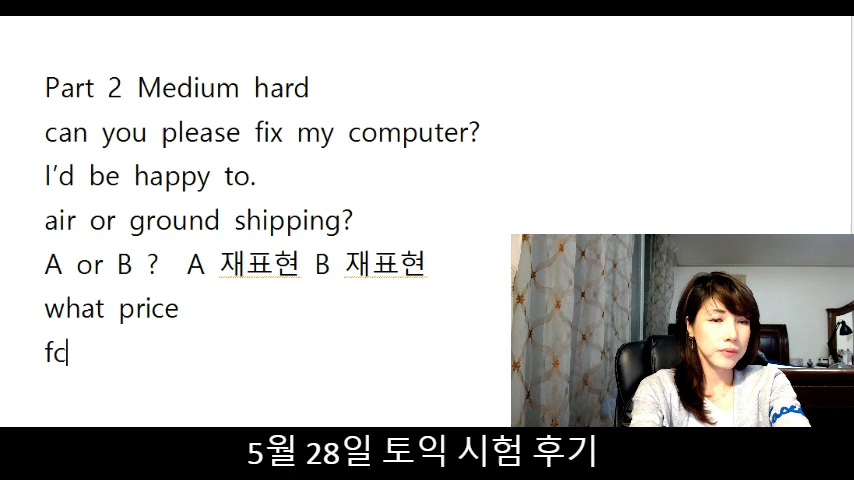 Part 2 Medium hard
can you please fix my computer?
I'd be happy to.
air or ground shipping?
A or B ? A 재표현 B 재표현
what price
fc
5월 28일 토익 시험 후기